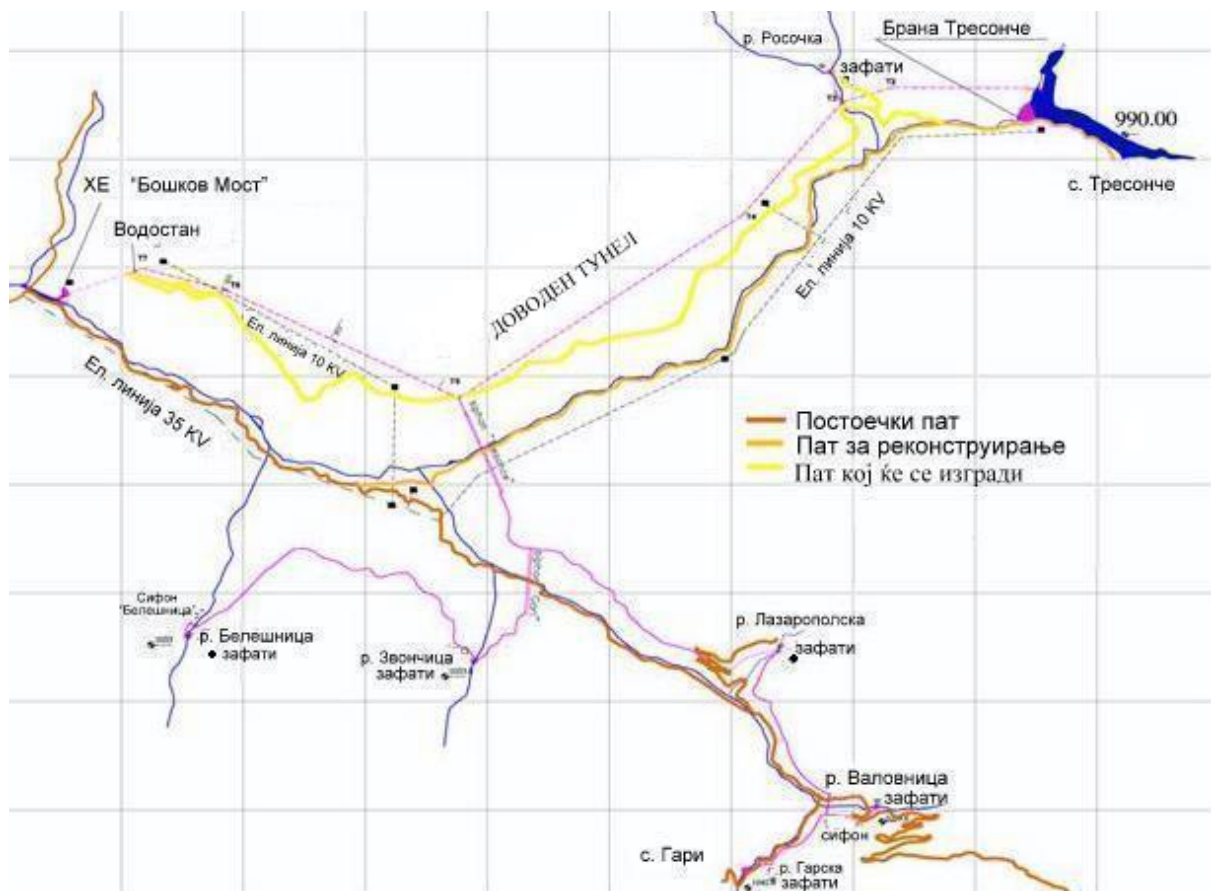 Брана Тресонче
р. Росочка
зафати
990.00
с. Тресонче
ХЕ "Бошков Мост"
Водостан
ДОВОДЕН ТУНЕЛ
Ел. линија 10 KV
Ел. линија 10 KV
Ел. линија 35 KV
Постоечки пат
Пат за реконструирање
Пат кој ќе се изгради
Сифон
"Белешница"
р. Белешница
зафати
р. Звончица
зафати
р. Лазарополска
зафати
р. Валовница
зафати
сифон
с. Гари
р. Гарска
зафати